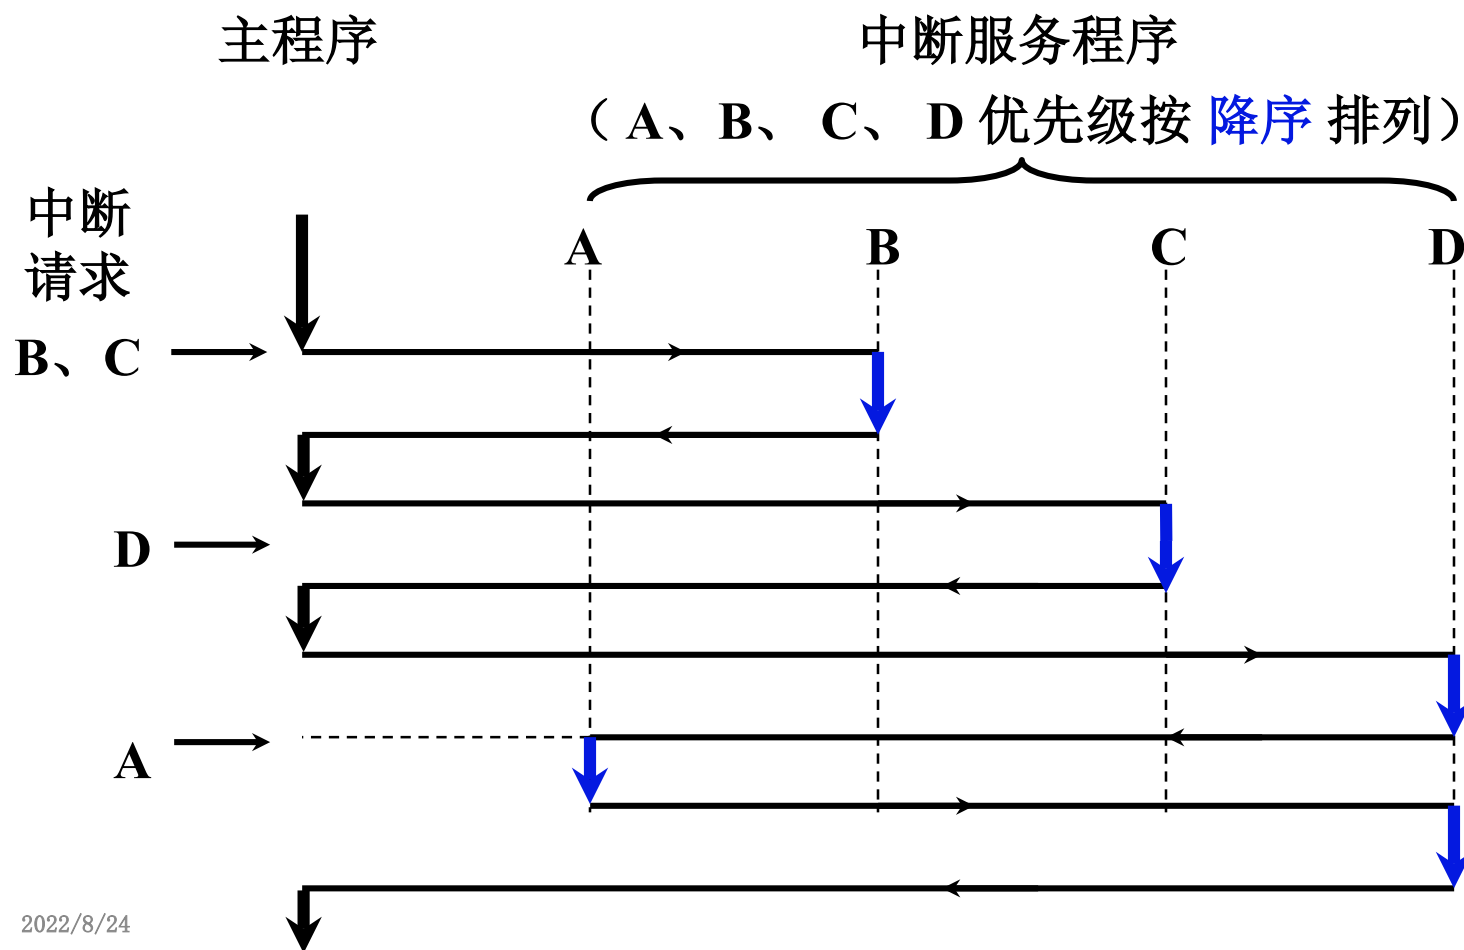 主程序
中断服务程序
（ A、B、 C、 D 优先级按 降序 排列）
中断
请求
A
B
C
D
B、C
D
A
2022/8/24